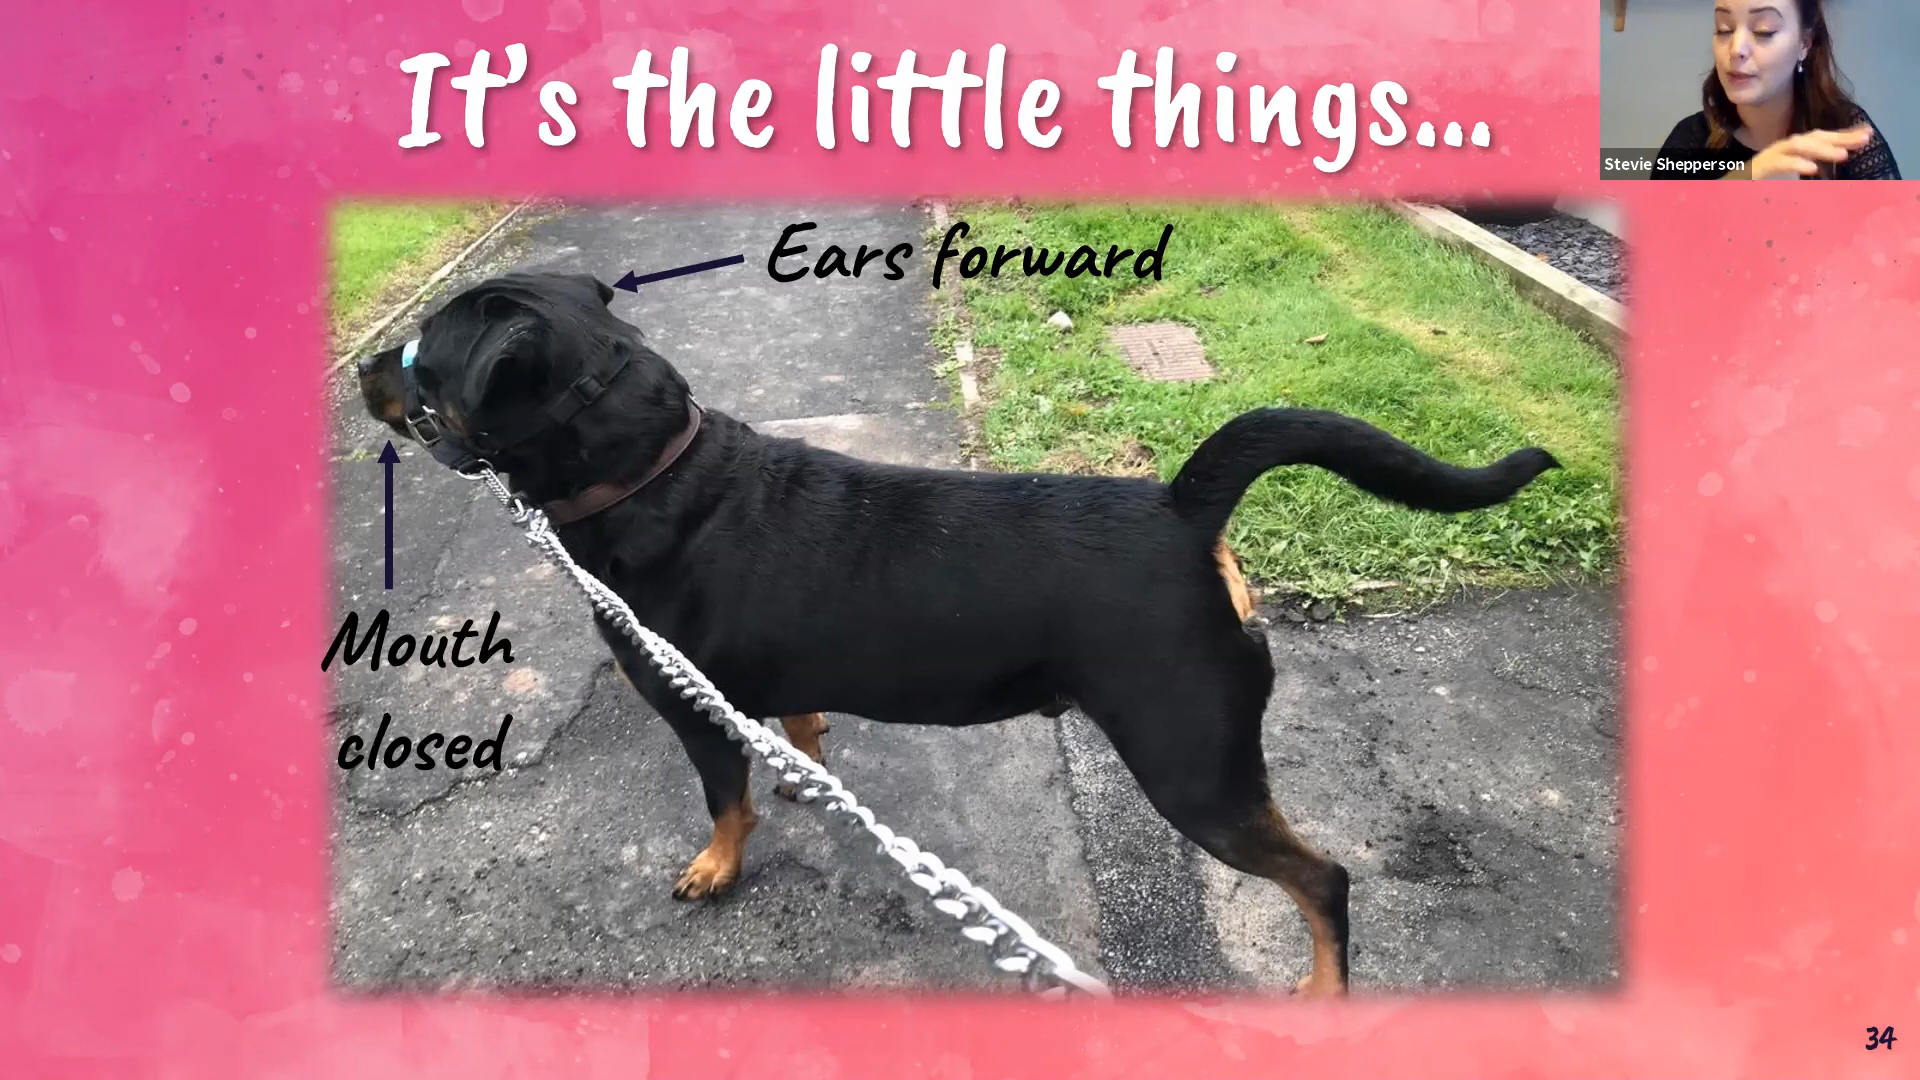 It's the little things...
Stevie Shepperson
Ears forward
Mouth
closed
34